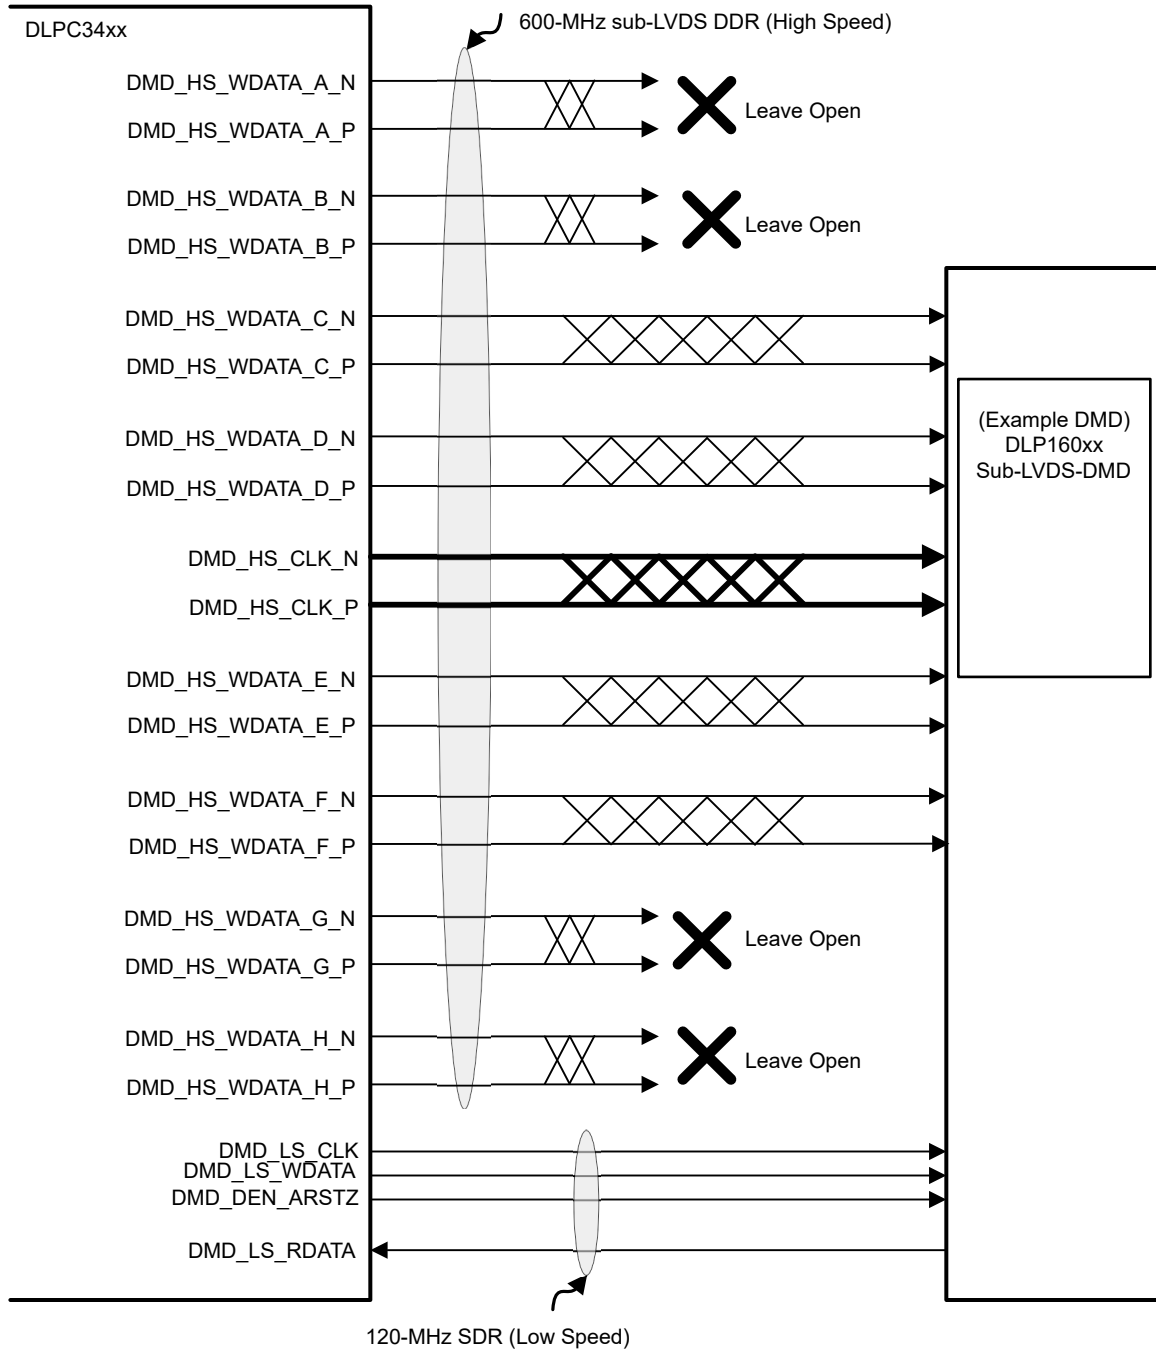 600-MHz sub-LVDS DDR (High Speed)
DLPC34xx
DMD_HS_WDATA_A_N
Leave Open
DMD_HS_WDATA_A_P
DMD_HS_WDATA_B_N
Leave Open
DMD_HS_WDATA_B_P
DMD_HS_WDATA_C_N
DMD_HS_WDATA_C_P
(Example DMD)
DLP160xx
Sub-LVDS-DMD
DMD_HS_WDATA_D_N
DMD_HS_WDATA_D_P
DMD_HS_CLK_N
DMD_HS_CLK_P
DMD_HS_WDATA_E_N
DMD_HS_WDATA_E_P
DMD_HS_WDATA_F_N
DMD_HS_WDATA_F_P
DMD_HS_WDATA_G_N
Leave Open
DMD_HS_WDATA_G_P
DMD_HS_WDATA_H_N
Leave Open
DMD_HS_WDATA_H_P
DMD_LS_CLK
DMD_LS_WDATA
DMD_DEN_ARSTZ
DMD_LS_RDATA
120-MHz SDR (Low Speed)